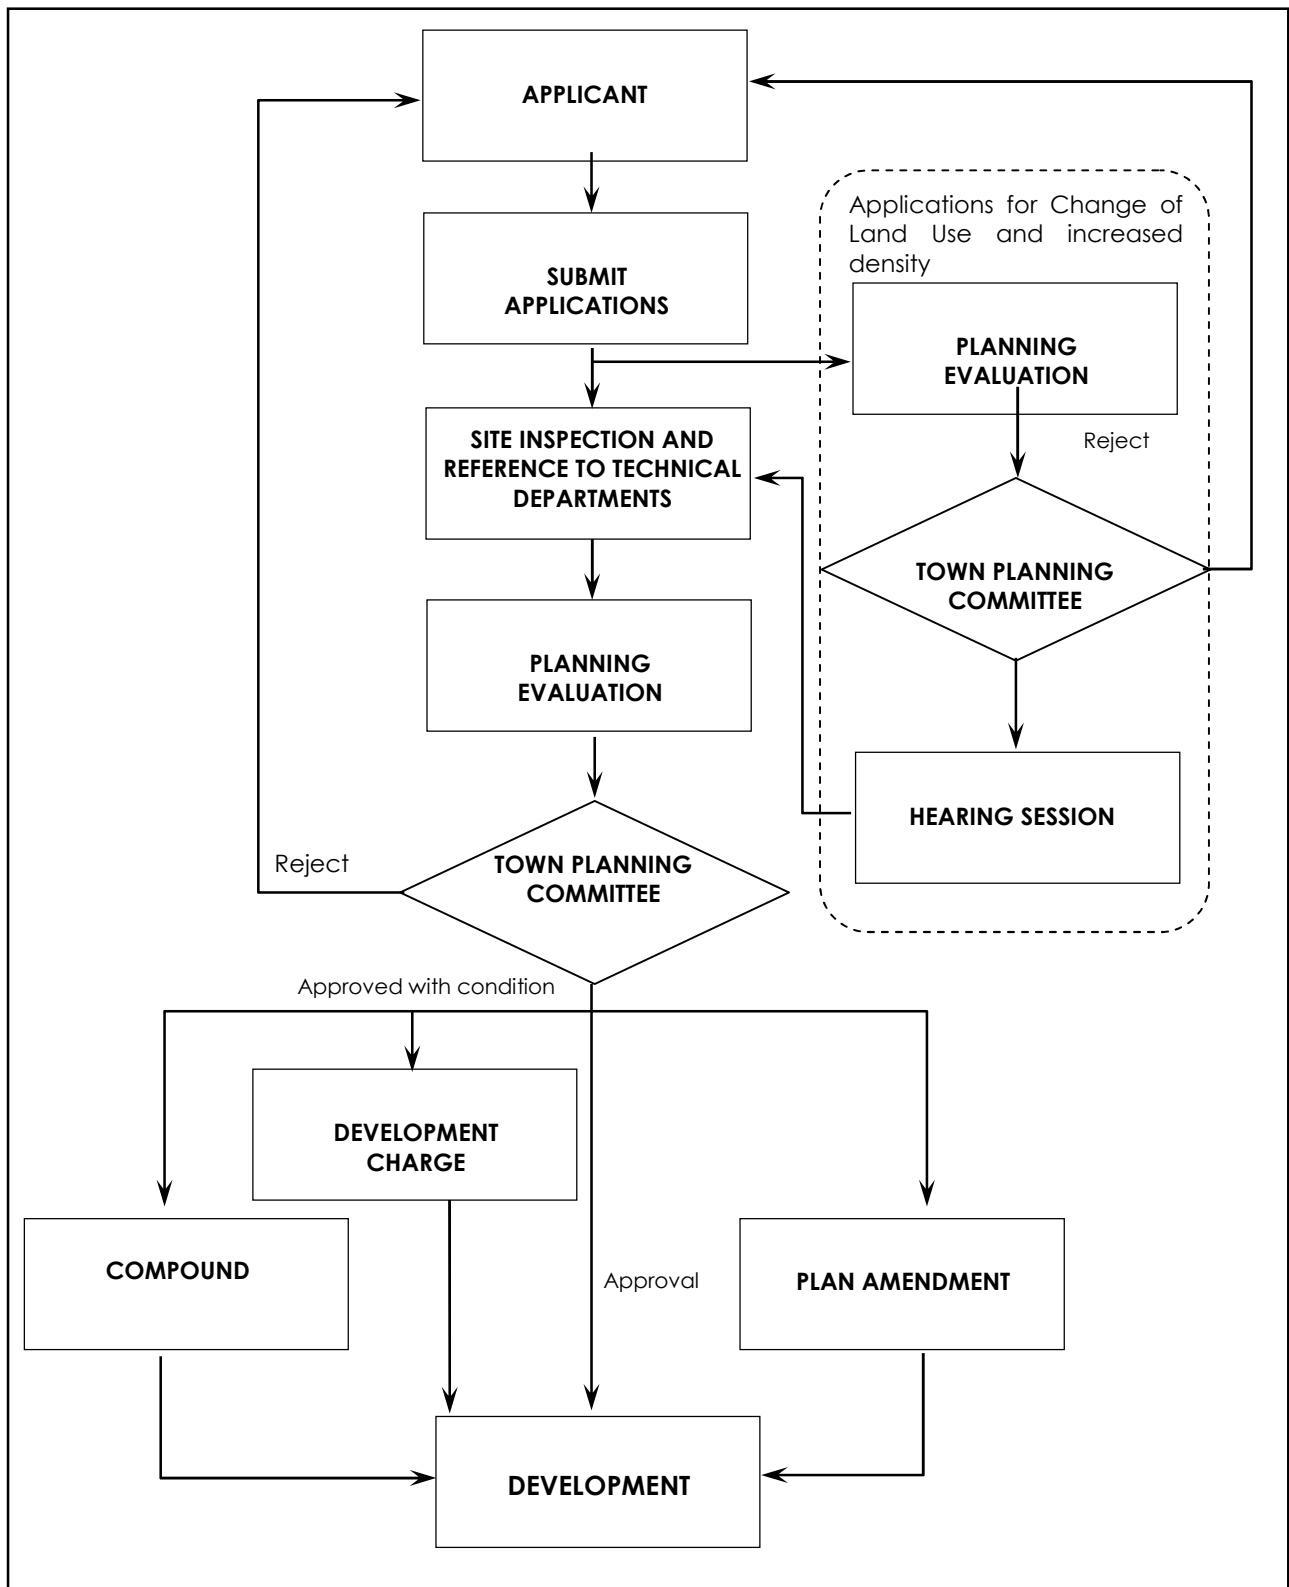 APPLICANT
Applications for Change of
Land Use and increased
density
SUBMIT
APPLICATIONS
PLANNING
EVALUATION
Reject
SITE INSPECTION AND
REFERENCE TO TECHNICAL
DEPARTMENTS
TOWN PLANNING
COMMITTEE
PLANNING
EVALUATION
HEARING SESSION
Reject
TOWN PLANNING
COMMITTEE
Approved with condition
DEVELOPMENT
CHARGE
COMPOUND
Approval
PLAN AMENDMENT
DEVELOPMENT